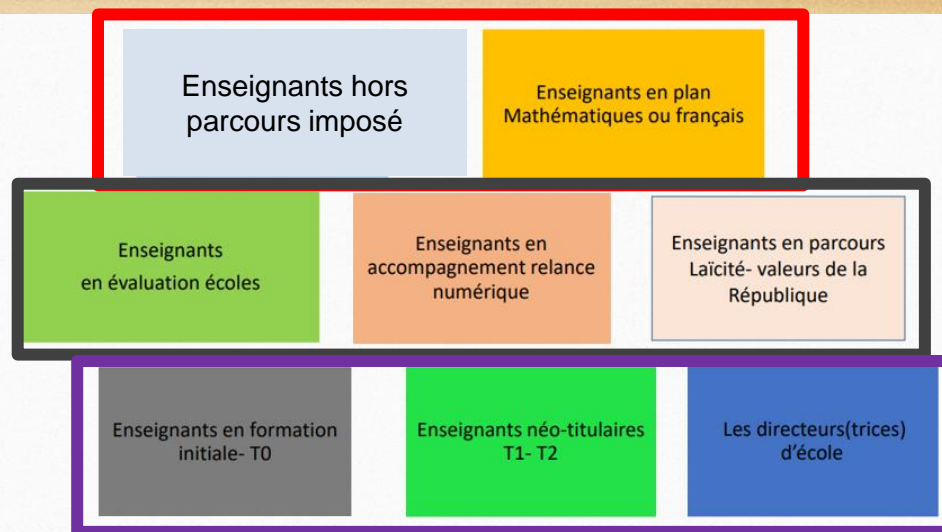 Enseignants hors
parcours imposé
Enseignants en plan
Mathématiques ou français
Enseignants
en évaluation écoles
Enseignants en
accompagnement relance
numérique
Enseignants en parcours
Laïcité- valeurs de la
République
Enseignants en formation
initiale- T0
Enseignants néo-titulaires
T1- T2
Les directeurs(trices)
d'école